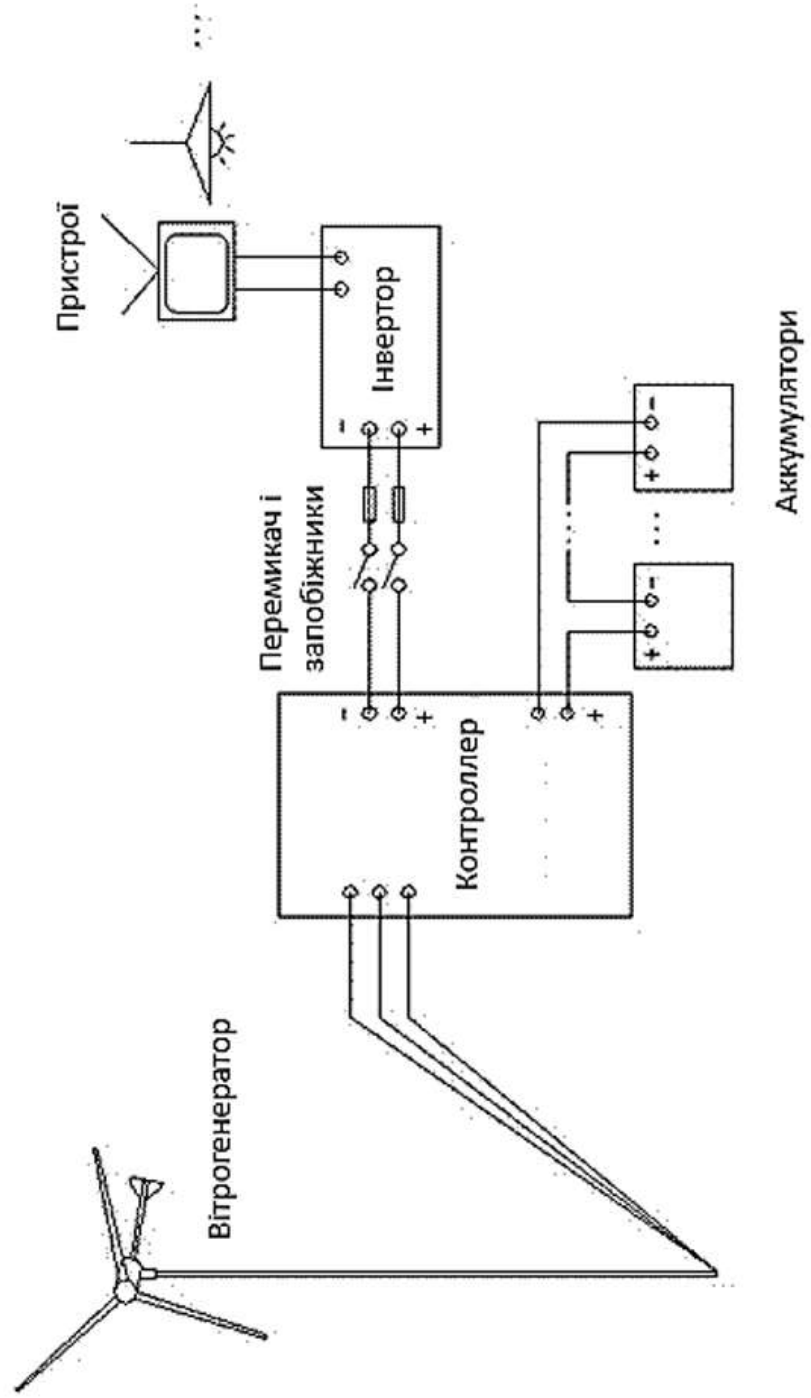 Вітрогенератор
Контроллер
Перемикач і
запобіжники
Інвертор
Пристрої
Аккумулятори
- +
- +
+
+ -
+ -